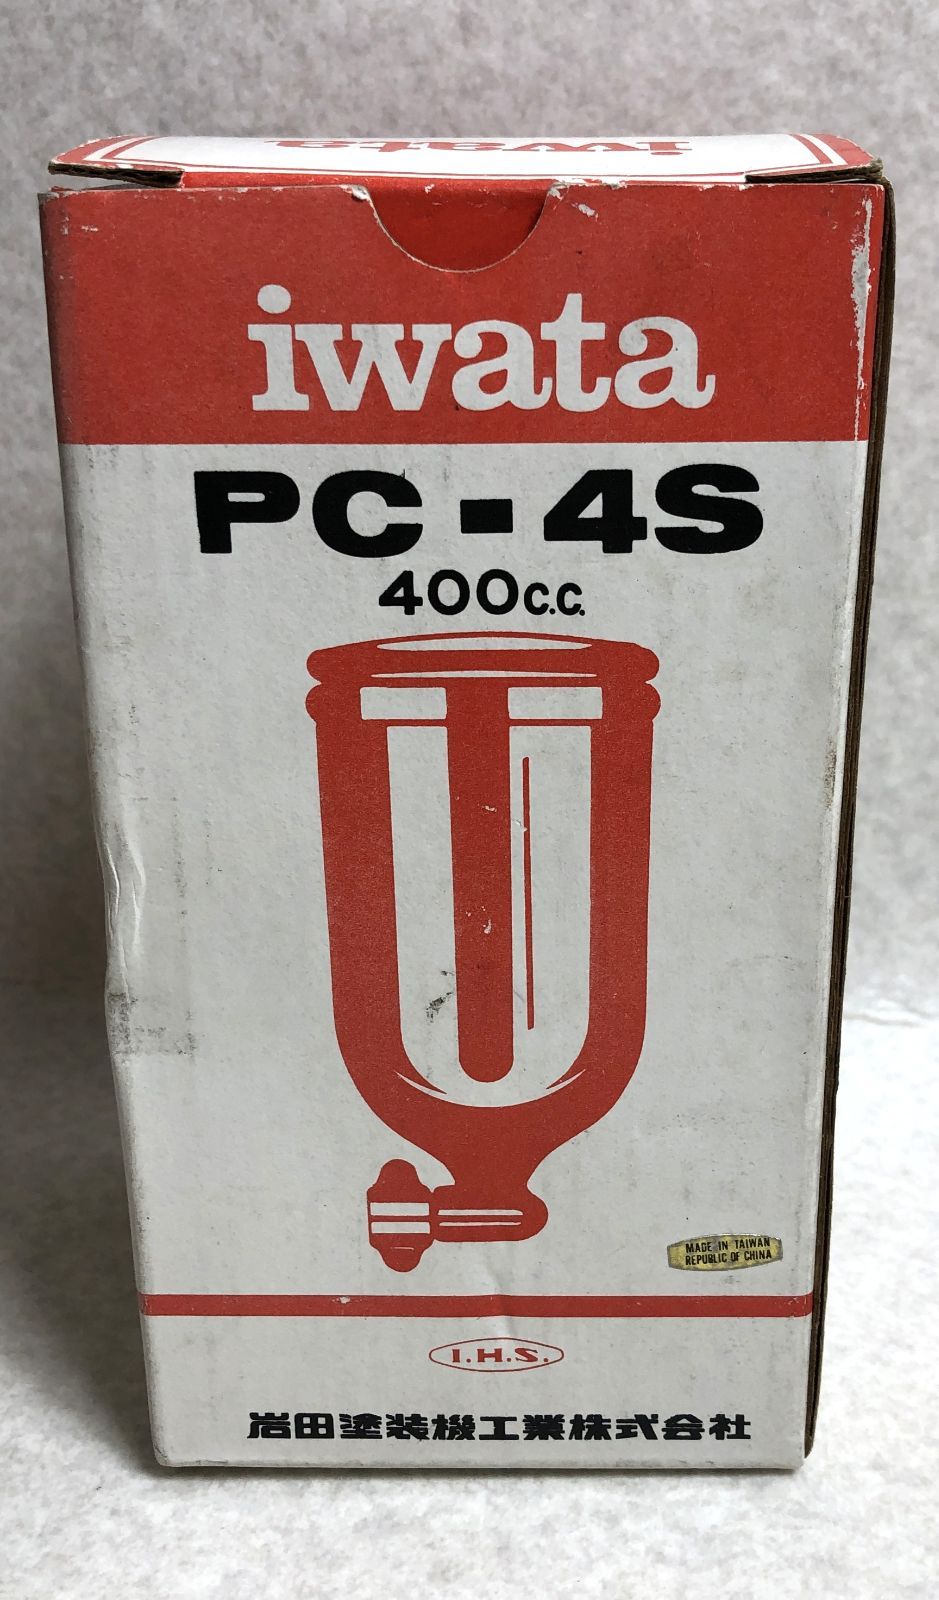 iwata
iwata
PC-4S
400C.C.
MADE IN TAIWAN
REPUBLIC OF CHINA
I.H.S.
岩田塗装機工業株式会社